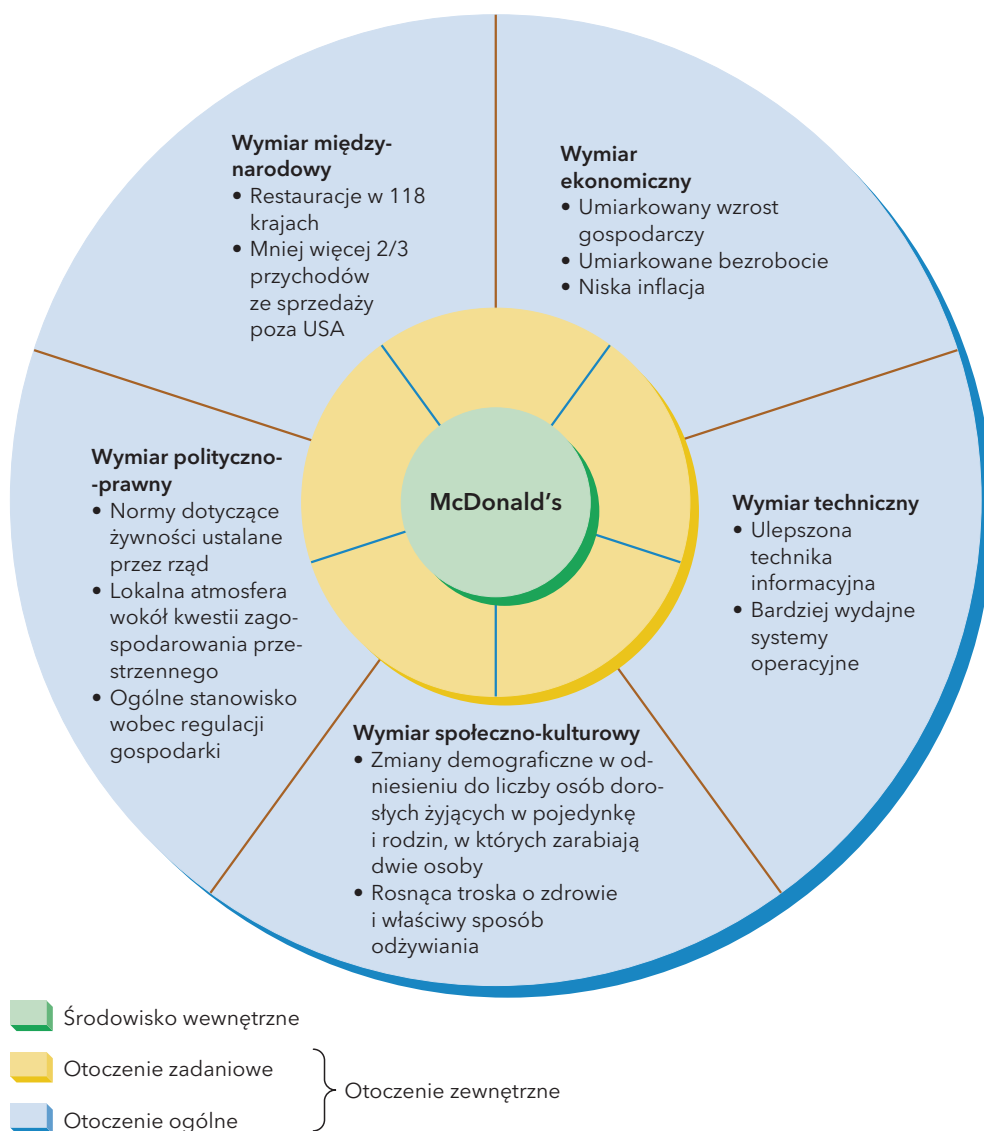 Wymiar między-
narodowy
• Restauracje w 118
krajach
• Mniej więcej 2/3
przychodów
ze sprzedaży
poza USA
Wymiar
ekonomiczny
• Umiarkowany wzrost
gospodarczy
• Umiarkowane bezrobocie
• Niska inflacja
Wymiar polityczno-
-prawny
• Normy dotyczące
żywności ustalane
przez rząd
• Lokalna atmosfera
wokół kwestii zago-
spodarowania prze-
strzennego
• Ogólne stanowisko
wobec regulacji
gospodarki
McDonald’s
Wymiar techniczny
• Ulepszona
technika
informacyjna
• Bardziej wydajne
systemy
operacyjne
Wymiar społeczno-kulturowy
• Zmiany demograficzne w od-
niesieniu do liczby osób doro-
słych żyjących w pojedynkę
i rodzin, w których zarabiają
dwie osoby
• Rosnąca troska o zdrowie
i właściwy sposób
odżywiania
Środowisko wewnętrzne
Otoczenie zadaniowe
Otoczenie zewnętrzne
Otoczenie ogólne